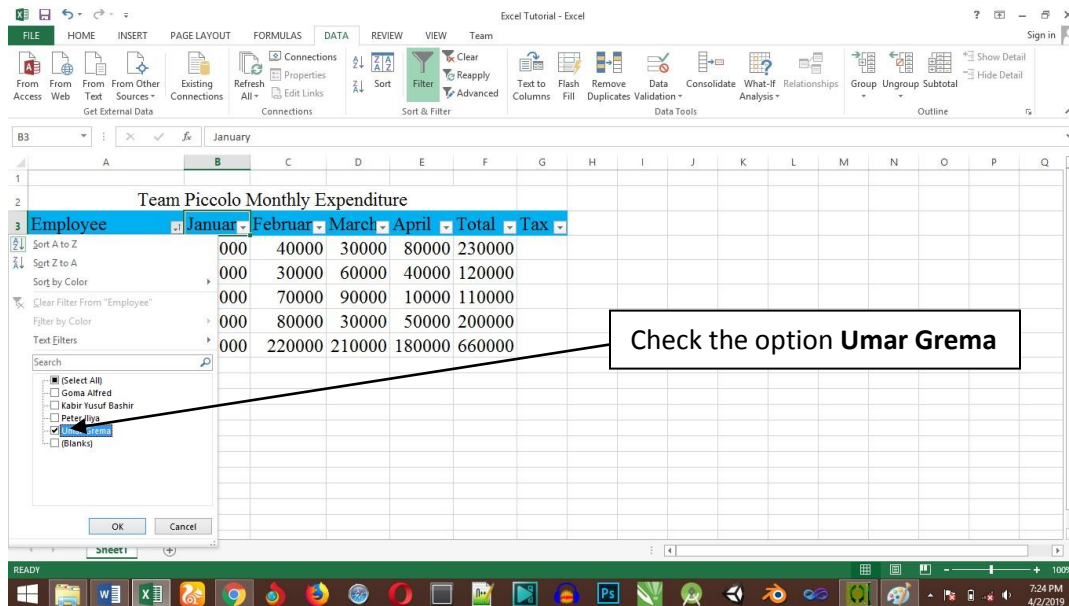 Excel Tutorial - Excel
FILE HOME INSERT PAGE LAYOUT FORMULAS DATA REVIEW VIEW Team Sign in
From Access From Web From Text From Other Sources Existing Connections Refresh All Connections Properties Edit Links Sort Filter Clear Reapply Advanced Text to Columns Flash Fill Remove Duplicates Data Validation Consolidate What-If Analysis Relationships Group Ungroup Subtotal Show Detail Hide Detail
Get External Data Connections Sort & Filter Data Tools Outline
B3 fx January
A B C D E F G H I J K L M N O P Q
1
2 Team Piccolo Monthly Expenditure
3 Employee Januar Februar March April Total Tax
000 40000 30000 80000 230000
000 30000 60000 40000 120000
000 70000 90000 10000 110000
000 80000 30000 50000 200000
000 220000 210000 180000 660000
Sort A to Z
Sort Z to A
Sort by Color
Clear Filter From "Employee"
Filter by Color
Text Filters
Search
(Select All)
Goma Alfred
Kabir Yusuf Bashir
Peter Iliya
Umar Grema
(Blanks)
OK Cancel
Check the option Umar Grema
Sheet1
READY 100%
7:24 PM
4/2/2019